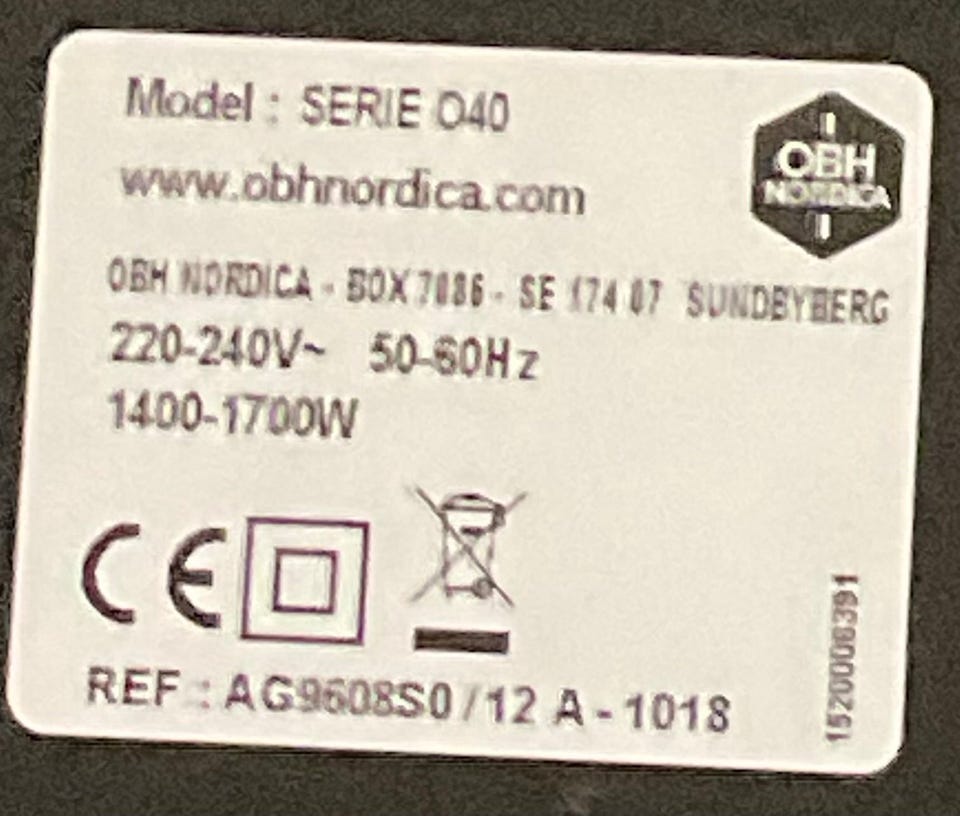 Model : SERIE O40
OBH
NORDICA
www.obhnordica.com
OBH NORDICA - BOX 7086 - SE 174 07 SUNDBYBERG
220-240V~ 50-60Hz
1400-1700W
CE
REF : AG9608S0 / 12 A - 1018
1520006391